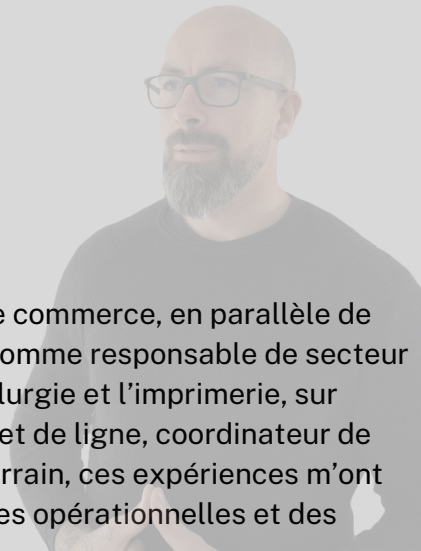 commerce, en parallèle de
omme responsable de secteur
lurgie et l’imprimerie, sur
et de ligne, coordinateur de
rrain, ces expériences m’ont
es opérationnelles et des